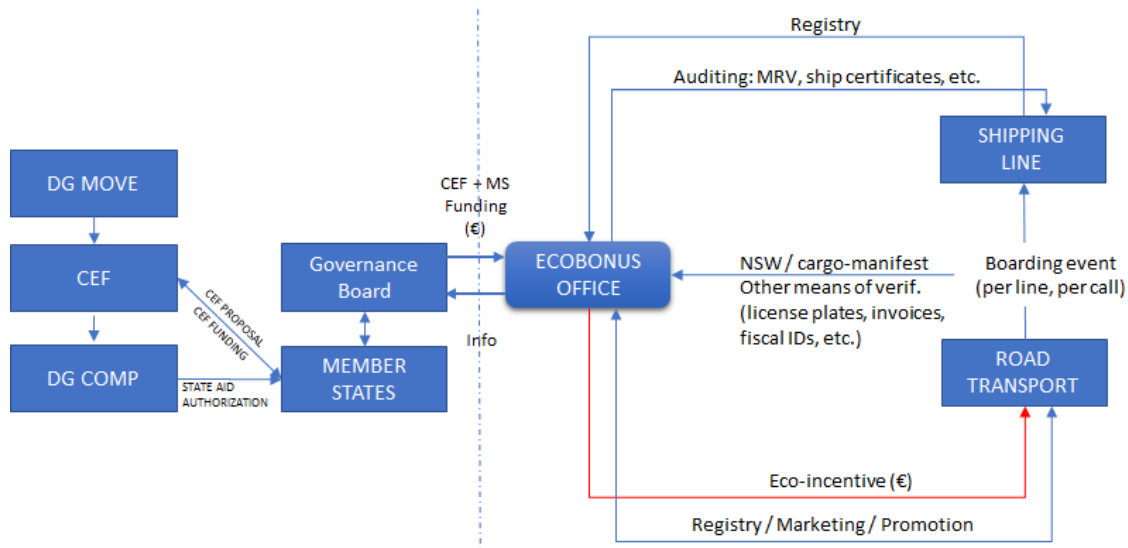 Registry
Auditing: MRV, ship certificates, etc.
SHIPPING
LINE
DG MOVE
CEF + MS
Funding
(€)
CEF
Governance
Board
ECOBONUS
OFFICE
NSW / cargo-manifest
Other means of verif.
(license plates, invoices,
fiscal IDs, etc.)
Boarding event
(per line, per call)
CEF PROPOSAL
CEF FUNDING
Info
DG COMP
STATE AID
AUTHORIZATION
MEMBER
STATES
ROAD
TRANSPORT
Eco-incentive (€)
Registry / Marketing / Promotion